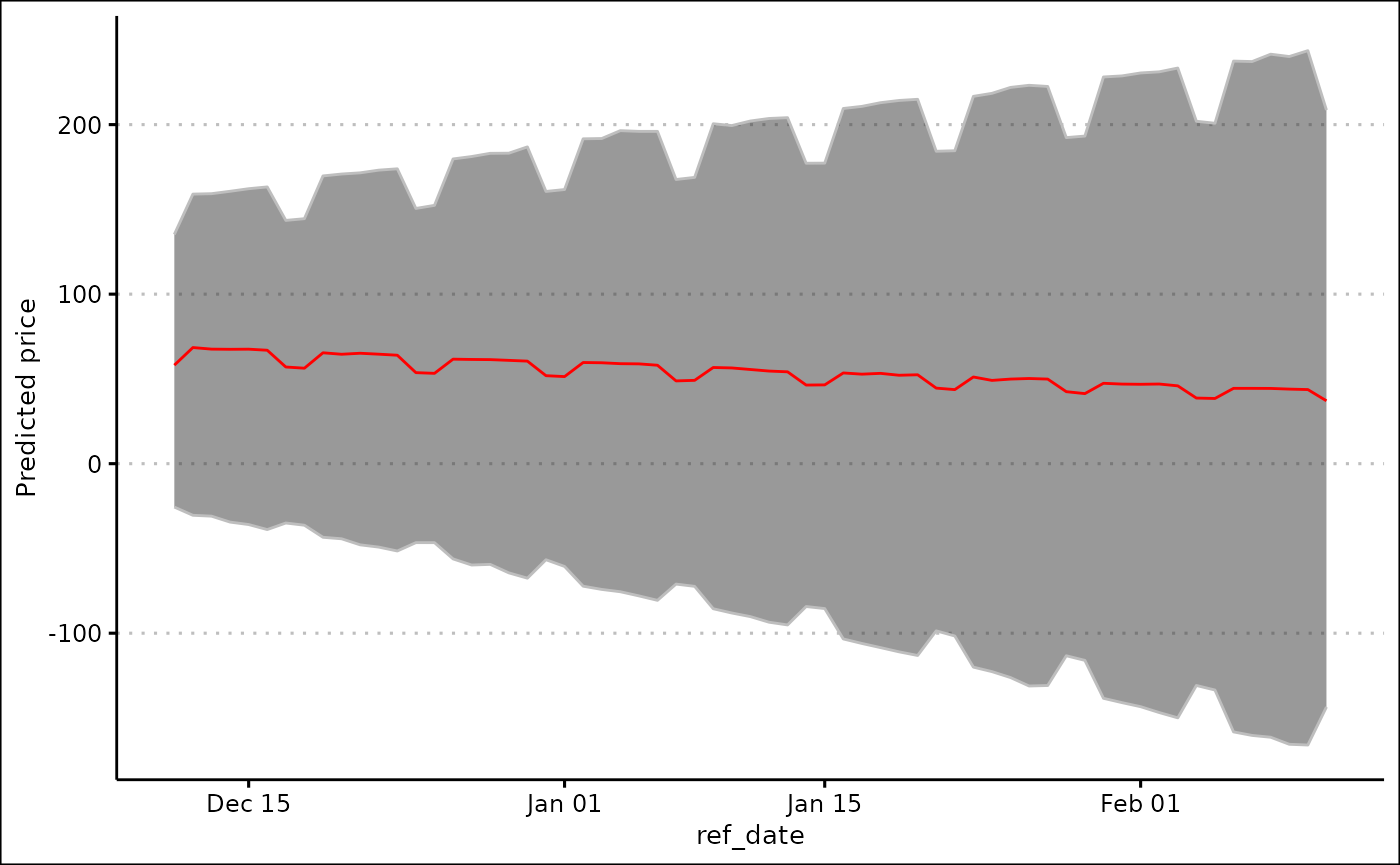 Predicted price
200
100
0
-100
Dec 15
Jan 01
Jan 15
Feb 01
ref_date